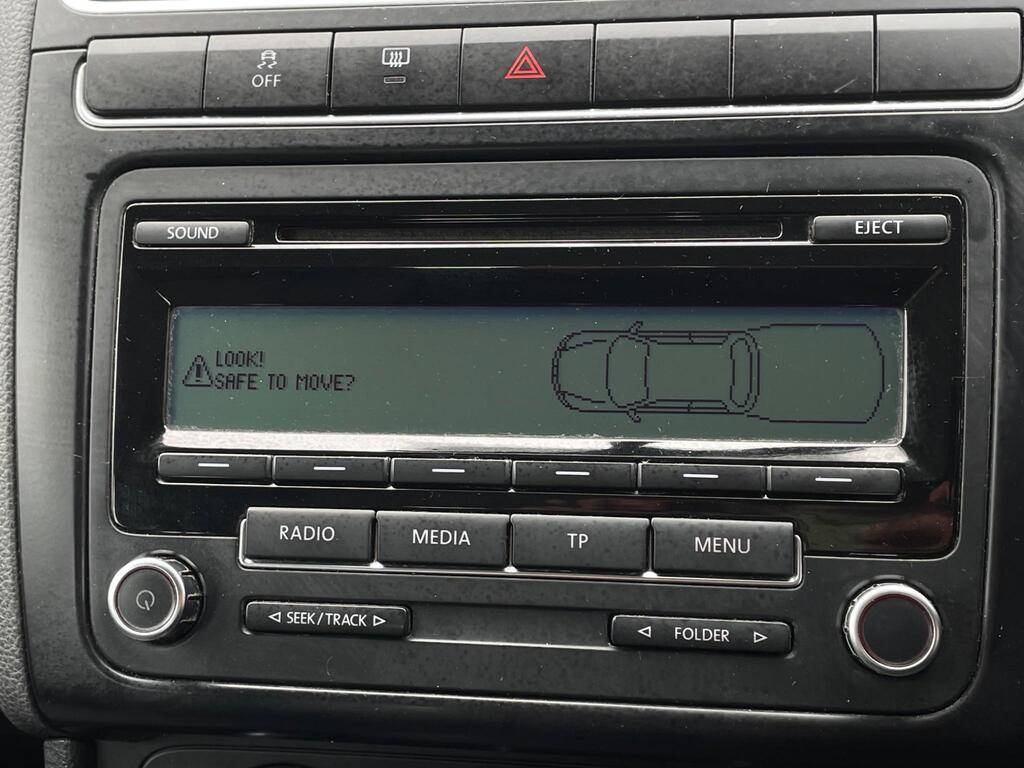 OFF
SOUND
EJECT
LOOK!
SAFE TO MOVE?
RADIO
MEDIA
TP
MENU
SEEK/TRACK
FOLDER